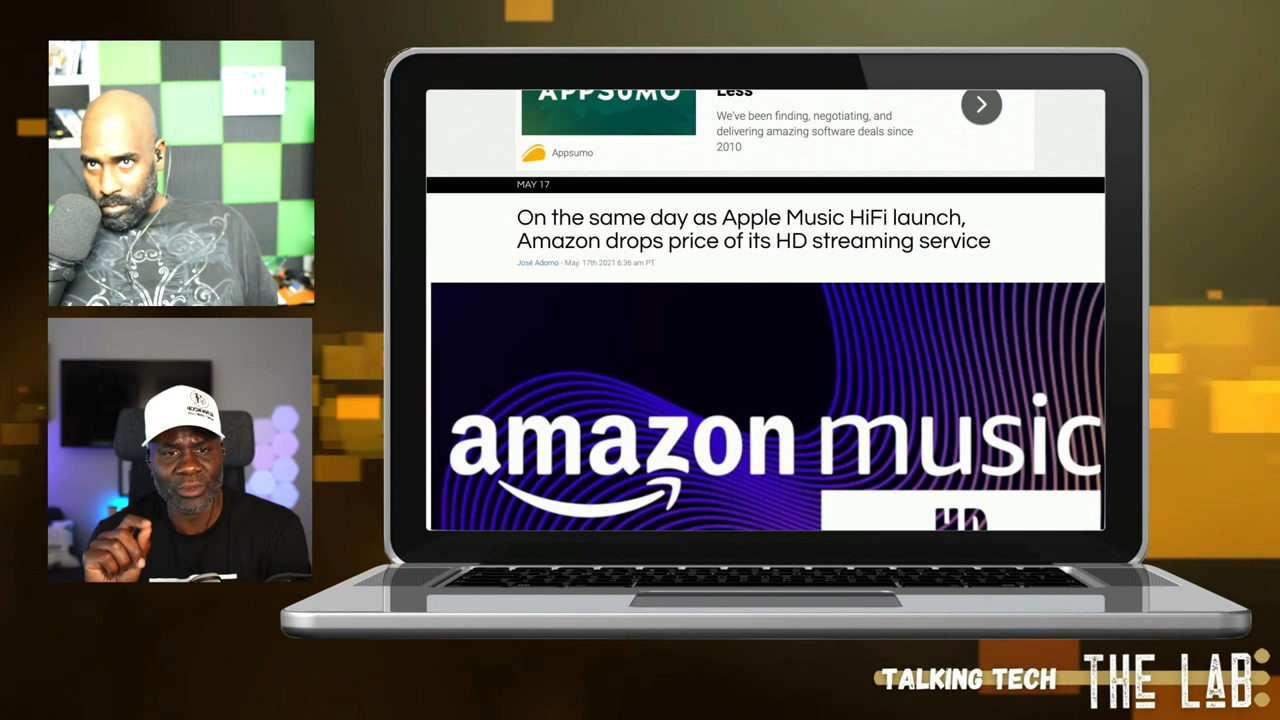 APPSUMO
Less
We've been finding, negotiating, and
delivering amazing software deals since
2010
Appsumo
MAY 17
On the same day as Apple Music HiFi launch,
Amazon drops price of its HD streaming service
José Adorno - May. 17th 2021 6:36 am PT
amazon music
HD
TALKING TECH
THE LAB